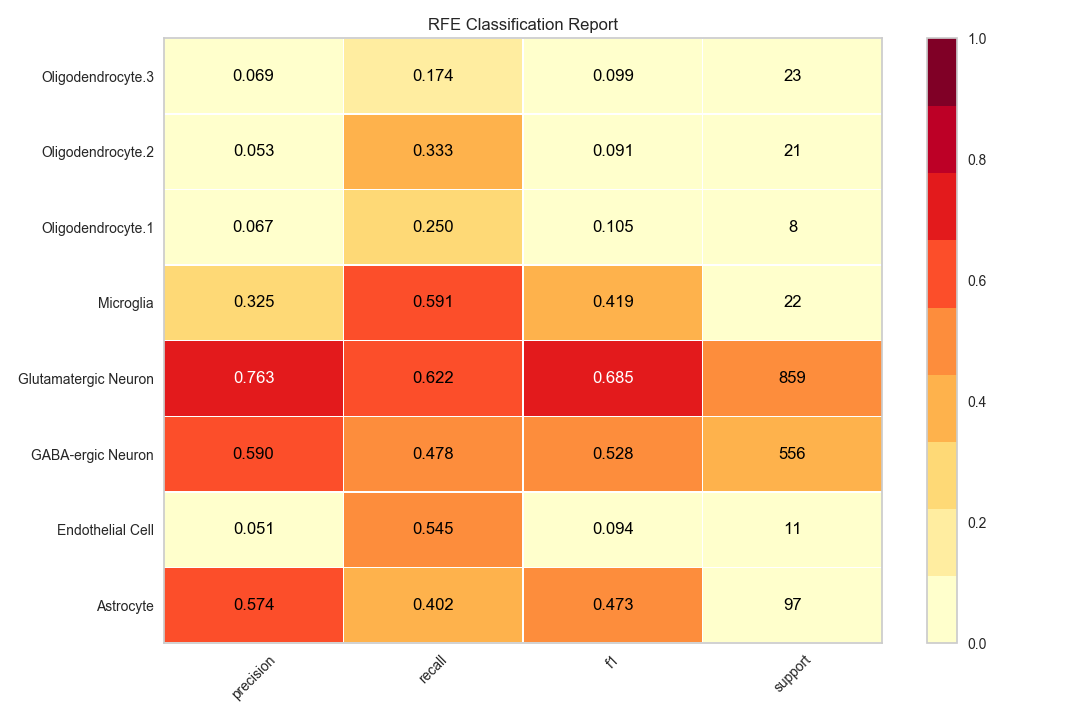 RFE Classification Report
Oligodendrocyte.3 0.069 0.174 0.099 23
Oligodendrocyte.2 0.053 0.333 0.091 21
Oligodendrocyte.1 0.067 0.250 0.105 8
Microglia 0.325 0.591 0.419 22
Glutamatergic Neuron 0.763 0.622 0.685 859
GABA-ergic Neuron 0.590 0.478 0.528 556
Endothelial Cell 0.051 0.545 0.094 11
Astrocyte 0.574 0.402 0.473 97
precision recall f1 support
1.0
0.8
0.6
0.4
0.2
0.0